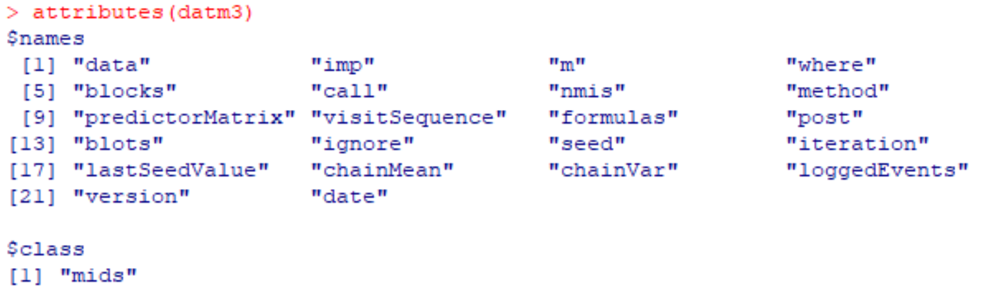 > attributes(datm3)
$names
 [1] "data"            "imp"             "m"               "where"
 [5] "blocks"          "call"            "nmis"            "method"
 [9] "predictorMatrix" "visitSequence"   "formulas"        "post"
[13] "blots"           "ignore"          "seed"            "iteration"
[17] "lastSeedValue"   "chainMean"       "chainVar"        "loggedEvents"
[21] "version"         "date"
$class
[1] "mids"